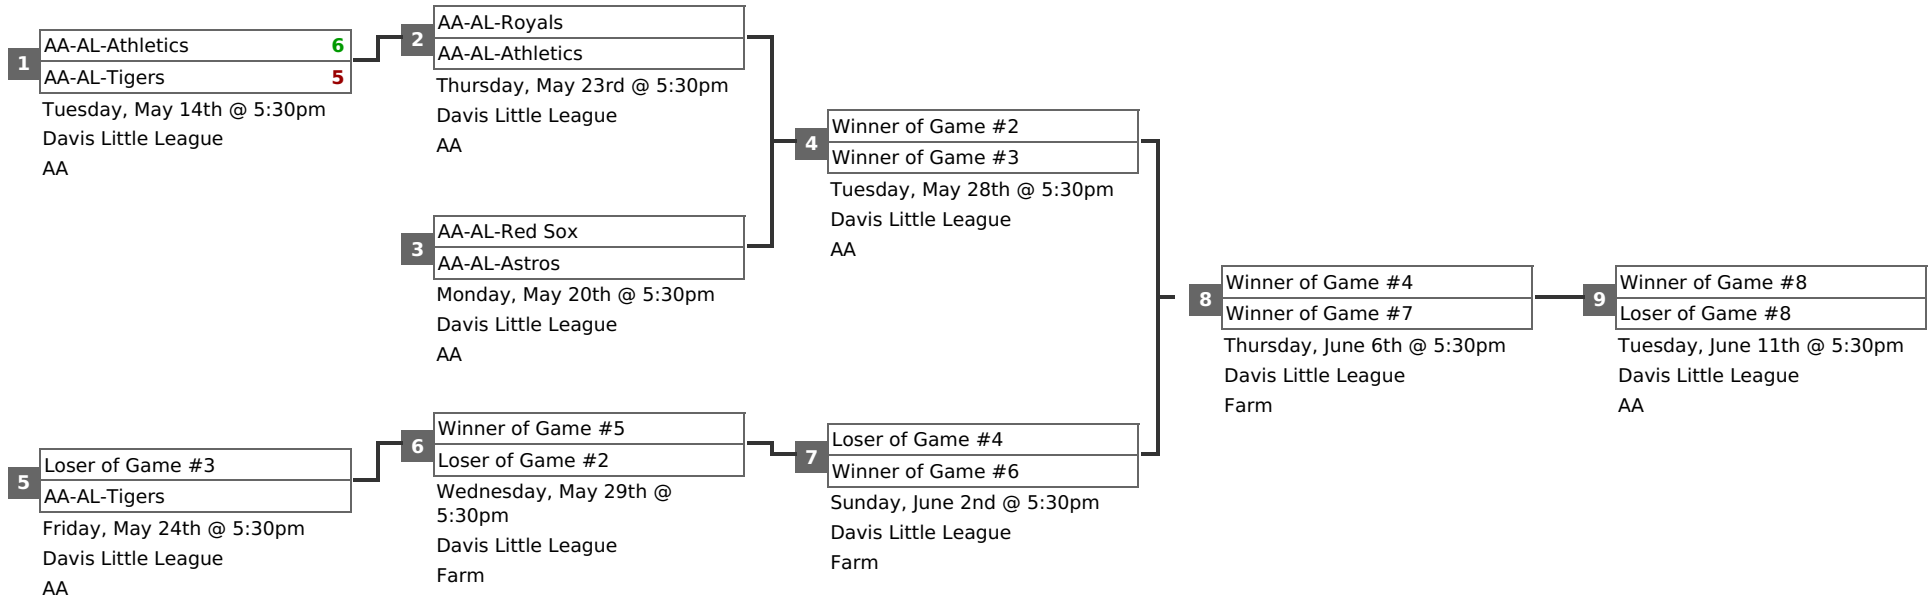 1
AA-AL-Athletics 6
AA-AL-Tigers 5
Tuesday, May 14th @ 5:30pm
Davis Little League
AA
2
AA-AL-Royals
AA-AL-Athletics
Thursday, May 23rd @ 5:30pm
Davis Little League
AA
3
AA-AL-Red Sox
AA-AL-Astros
Monday, May 20th @ 5:30pm
Davis Little League
AA
4
Winner of Game #2
Winner of Game #3
Tuesday, May 28th @ 5:30pm
Davis Little League
AA
5
Loser of Game #3
AA-AL-Tigers
Friday, May 24th @ 5:30pm
Davis Little League
AA
6
Winner of Game #5
Loser of Game #2
Wednesday, May 29th @
5:30pm
Davis Little League
Farm
7
Loser of Game #4
Winner of Game #6
Sunday, June 2nd @ 5:30pm
Davis Little League
Farm
8
Winner of Game #4
Winner of Game #7
Thursday, June 6th @ 5:30pm
Davis Little League
Farm
9
Winner of Game #8
Loser of Game #8
Tuesday, June 11th @ 5:30pm
Davis Little League
AA